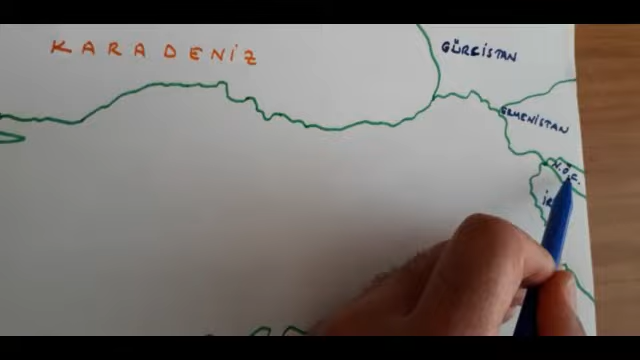 KARADENİZ
GÜRCİSTAN
ERMENİSTAN
N.Ö.C.
İR